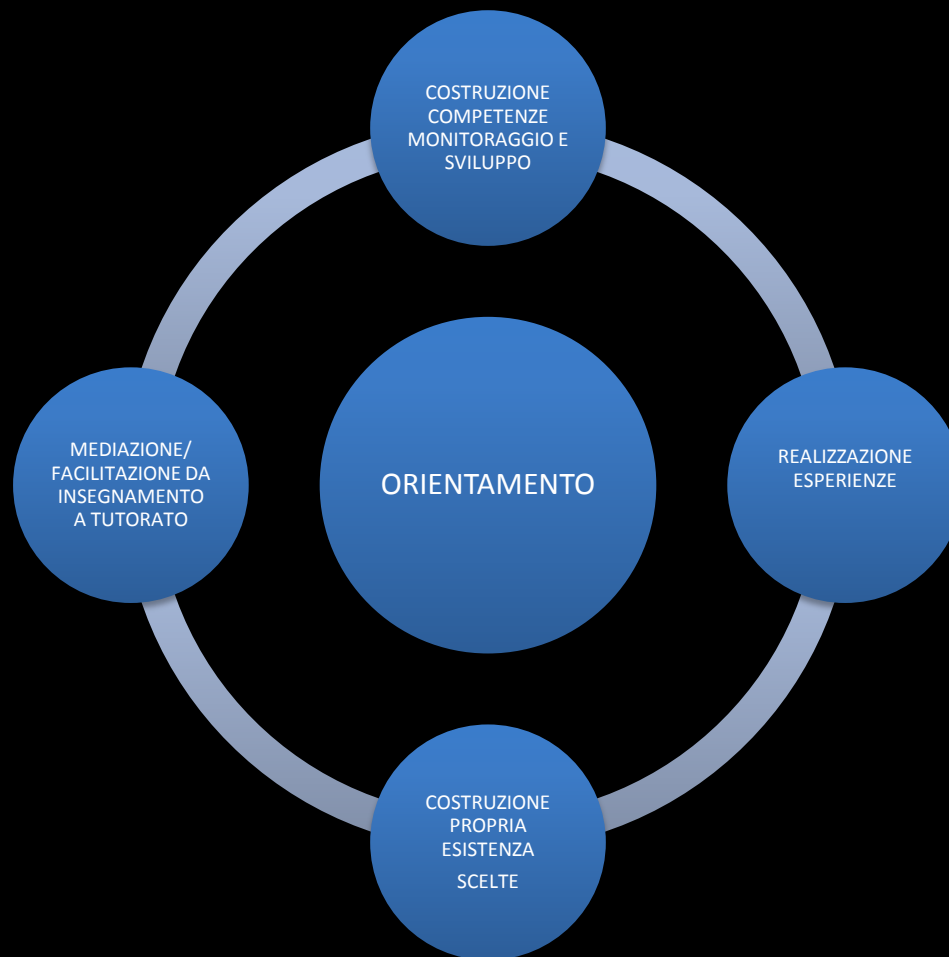 COSTRUZIONE
COMPETENZE
MONITORAGGIO E
SVILUPPO
MEDIAZIONE/
FACILITAZIONE DA
INSEGNAMENTO
A TUTORATO
ORIENTAMENTO
REALIZZAZIONE
ESPERIENZE
COSTRUZIONE
PROPRIA
ESISTENZA
SCELTE